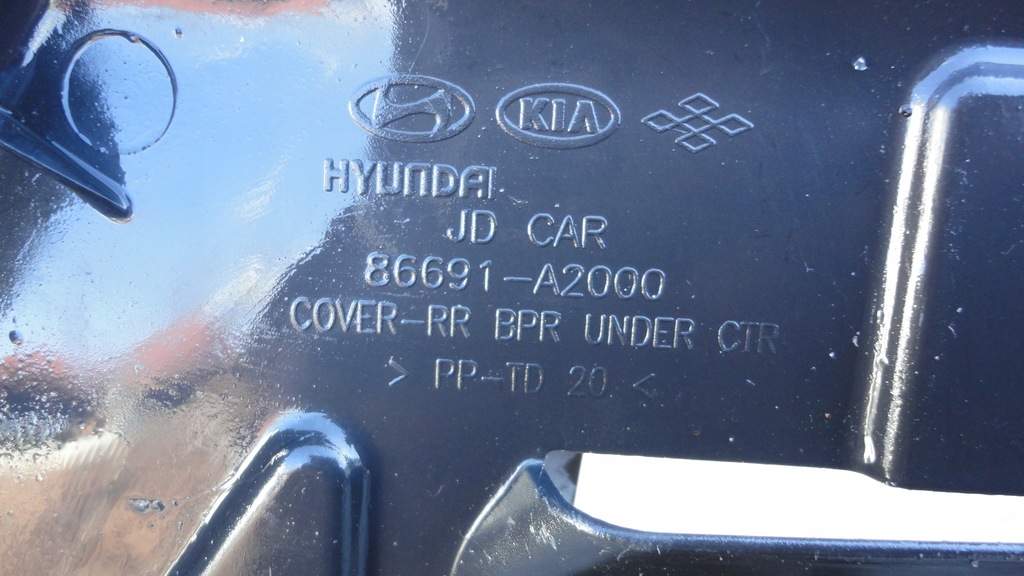 KIA
HYUNDAI
JD CAR
86691-A2000
COVER-RR BPR UNDER CTR
> PP-TD 20 <